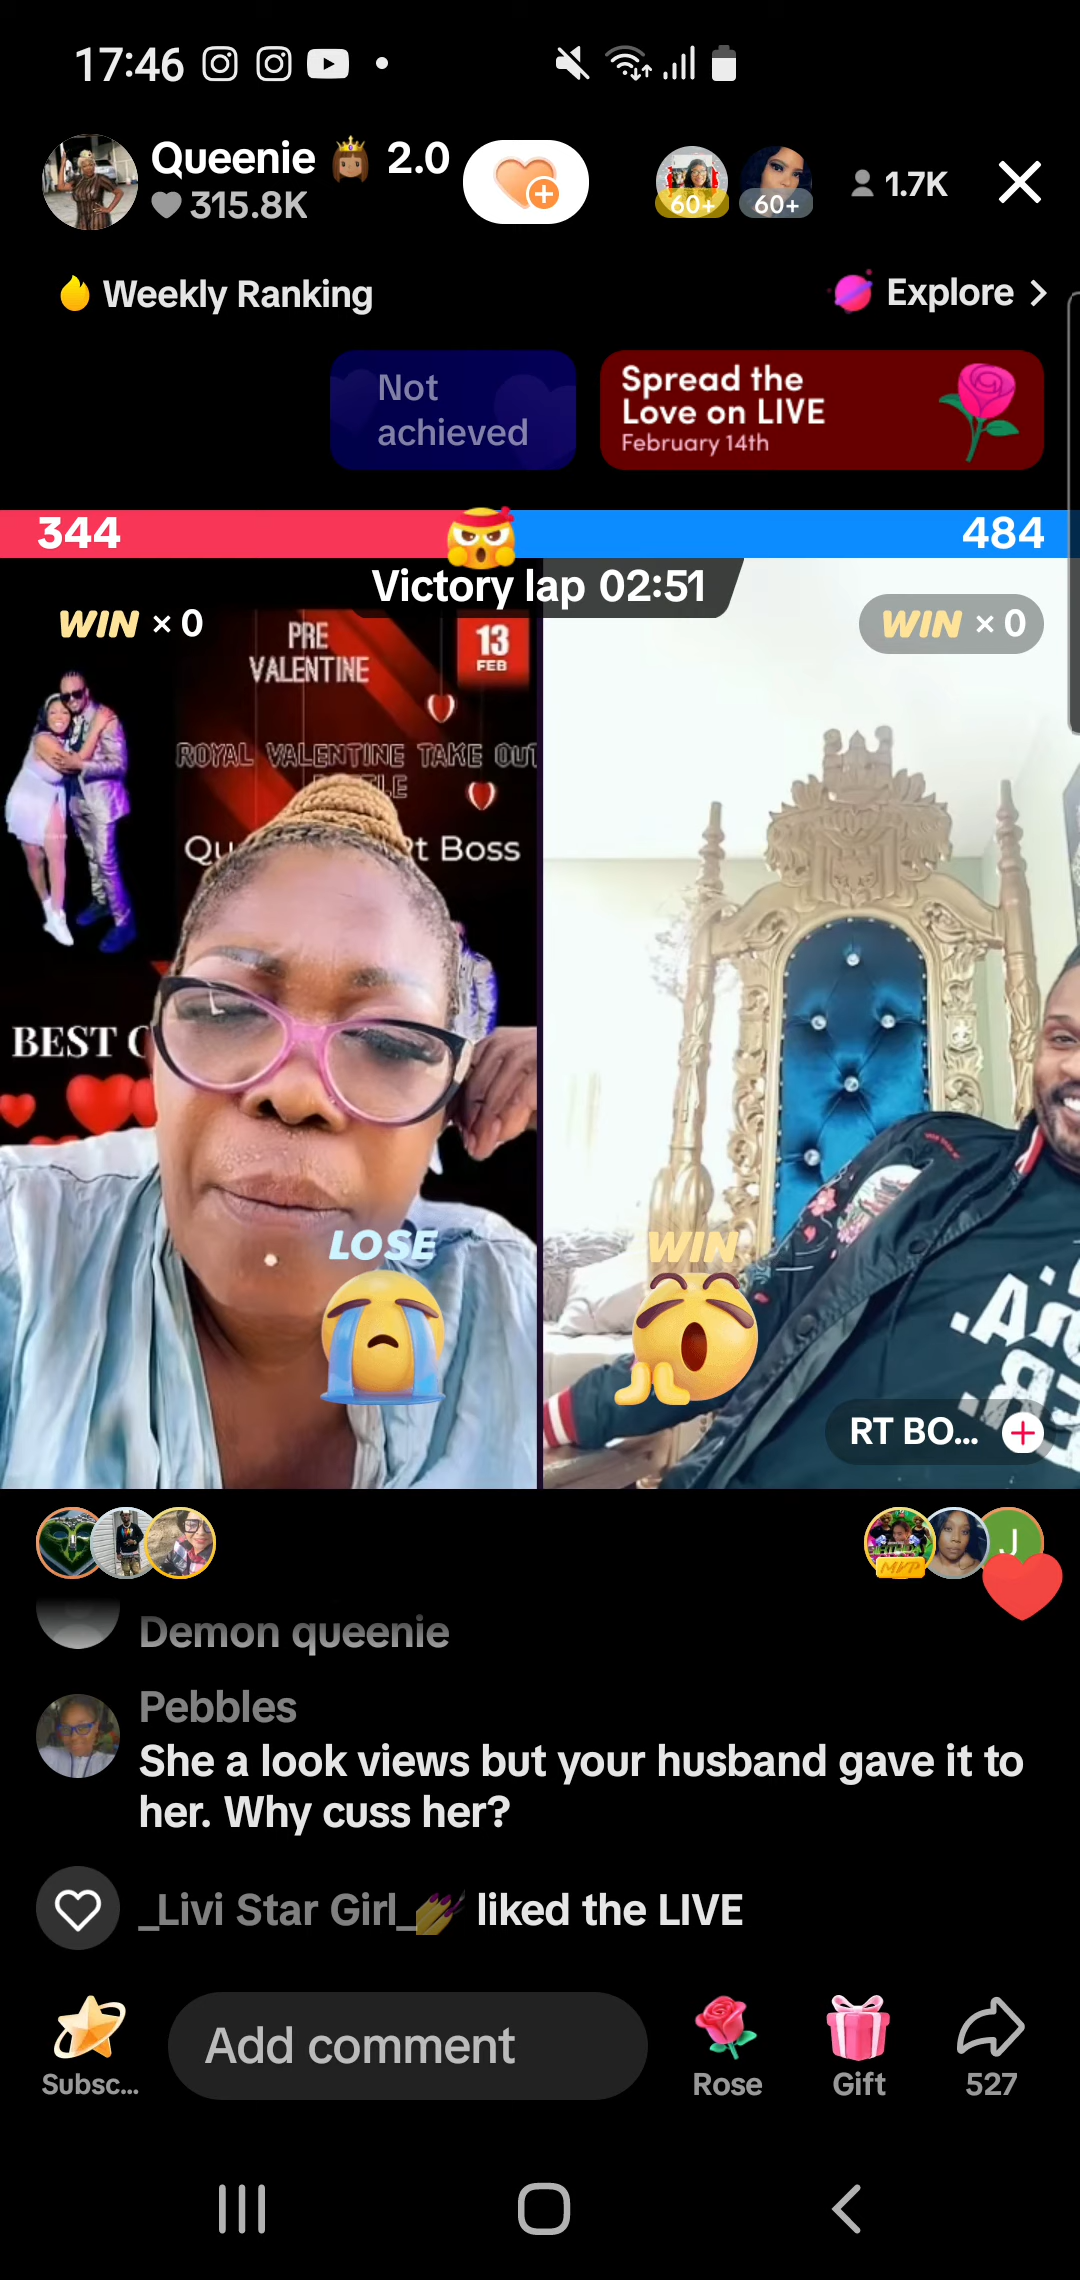 17:46
Queenie 2.0
315.8K
60+
60+
1.7K
Weekly Ranking
Explore
Not
achieved
Spread the
Love on LIVE
February 14th
344
484
Victory lap 02:51
WIN × 0
WIN × 0
PRE
VALENTINE
13
FEB
ROYAL VALENTINE TAKE OUT
Qu
t Boss
BEST
LOSE
WIN
RT BO...
MVP
J
Demon queenie
Pebbles
She a look views but your husband gave it to
her. Why cuss her?
_Livi Star Girl_ liked the LIVE
Add comment
Subsc...
Rose
Gift
527